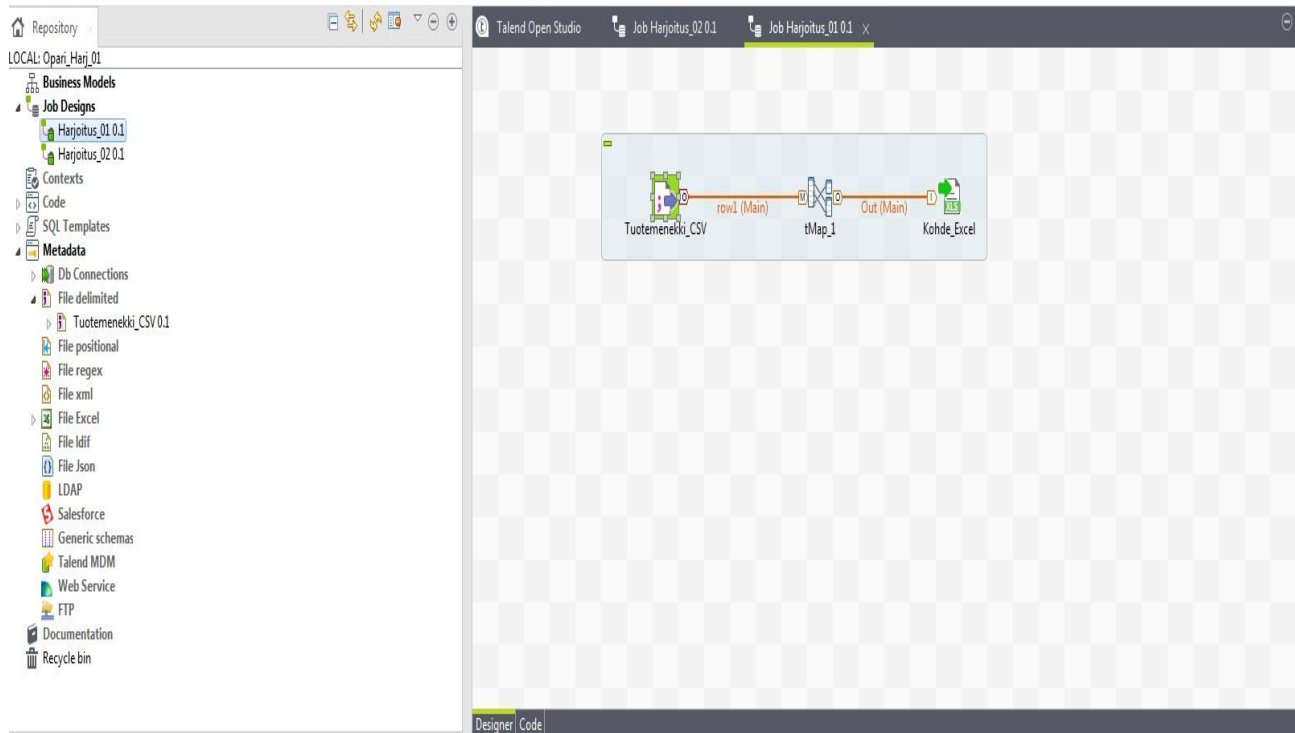 Repository
LOCAL: Opari_Harj_01
Business Models
Job Designs
Harjoitus_01 0.1
Harjoitus_02 0.1
Contexts
Code
SQL Templates
Metadata
Db Connections
File delimited
Tuotemenekki_CSV 0.1
File positional
File regex
File xml
File Excel
File ldif
File Json
LDAP
Salesforce
Generic schemas
Talend MDM
Web Service
FTP
Documentation
Recycle bin
Talend Open Studio Job Harjoitus_02 0.1 Job Harjoitus_01 0.1
O row1 (Main) M O Out (Main) I XLS
Tuotemenekki_CSV tMap_1 Kohde_Excel
Designer Code